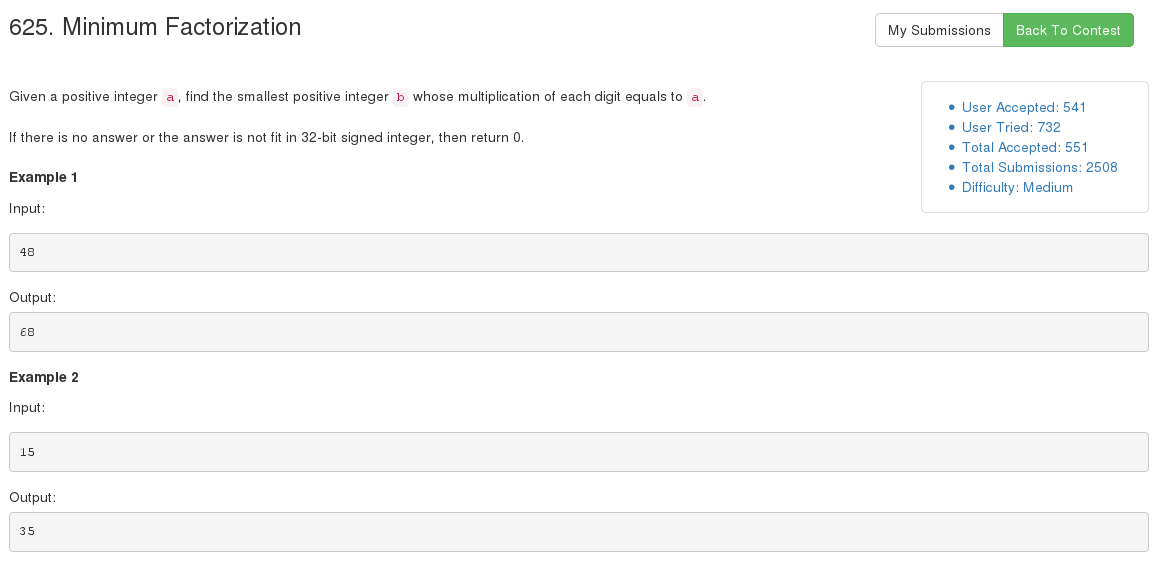 625. Minimum Factorization
My Submissions
Back To Contest
Given a positive integer a, find the smallest positive integer b whose multiplication of each digit equals to a.
If there is no answer or the answer is not fit in 32-bit signed integer, then return 0.
User Accepted: 541
User Tried: 732
Total Accepted: 551
Total Submissions: 2508
Difficulty: Medium
Example 1
Input:
48
Output:
68
Example 2
Input:
15
Output:
35